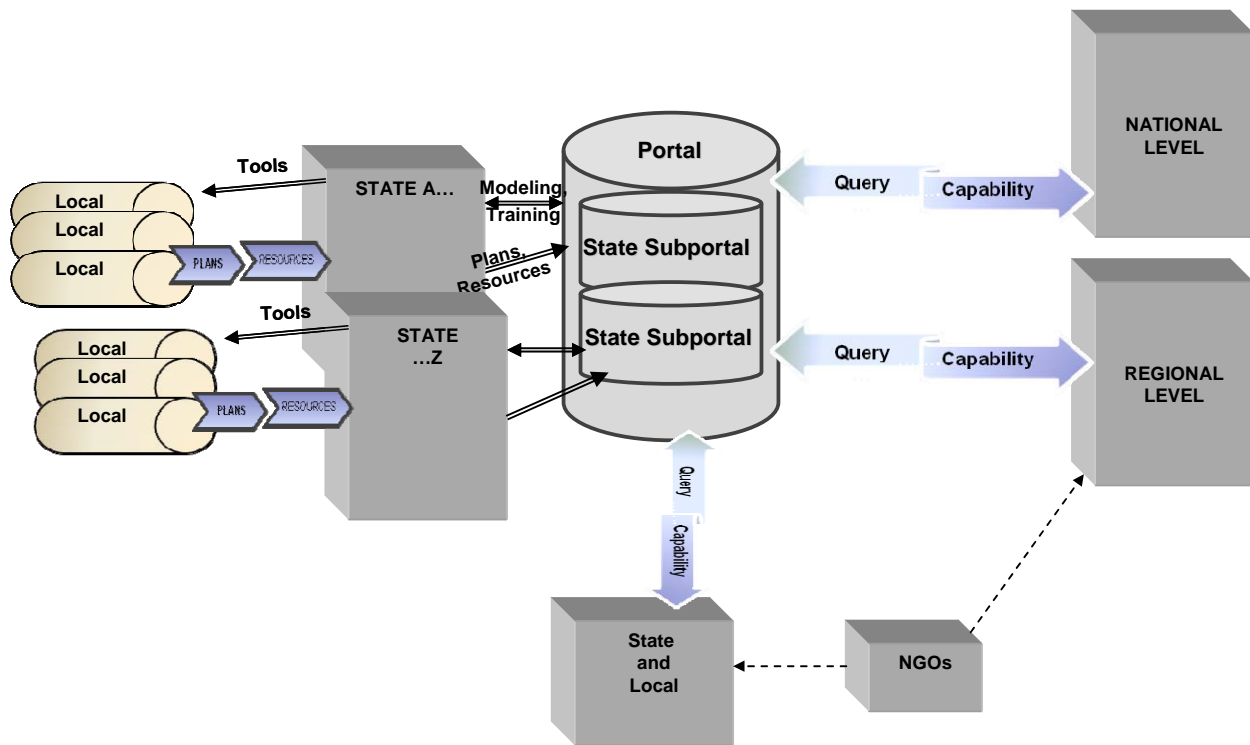 NATIONAL
LEVEL
Portal
Query
Capability
Tools
STATE A...
Modeling,
Training
Local
Local
Local
PLANS
RESOURCES
Plans,
Resources
State Subportal
Tools
STATE
...Z
State Subportal
Query
Capability
REGIONAL
LEVEL
Local
Local
Local
PLANS
RESOURCES
Query
Capability
State
and
Local
NGOs